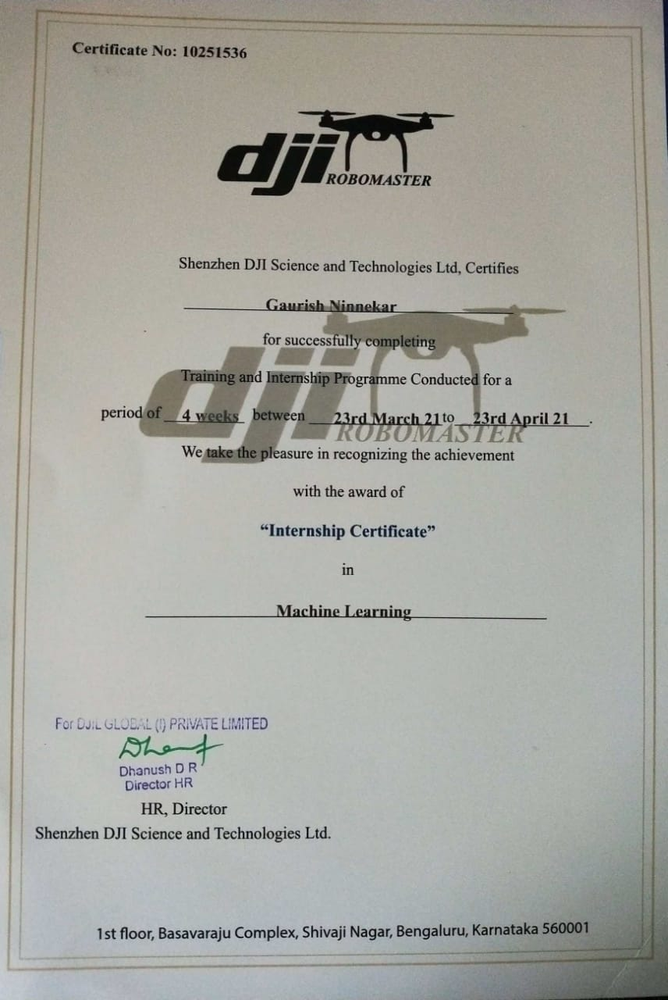 Certificate No: 10251536
dji
ROBOMASTER
Shenzhen DJI Science and Technologies Ltd, Certifies
Gaurish Ninnekar
for successfully completing
Training and Internship Programme Conducted for a
period of 4 weeks between 23rd March 21 to 23rd April 21.
We take the pleasure in recognizing the achievement
with the award of
“Internship Certificate”
in
Machine Learning
dji
ROBOMASTER
For DJIL GLOBAL (I) PRIVATE LIMITED
Dhanush D R
Director HR
HR, Director
Shenzhen DJI Science and Technologies Ltd.
1st floor, Basavaraju Complex, Shivaji Nagar, Bengaluru, Karnataka 560001